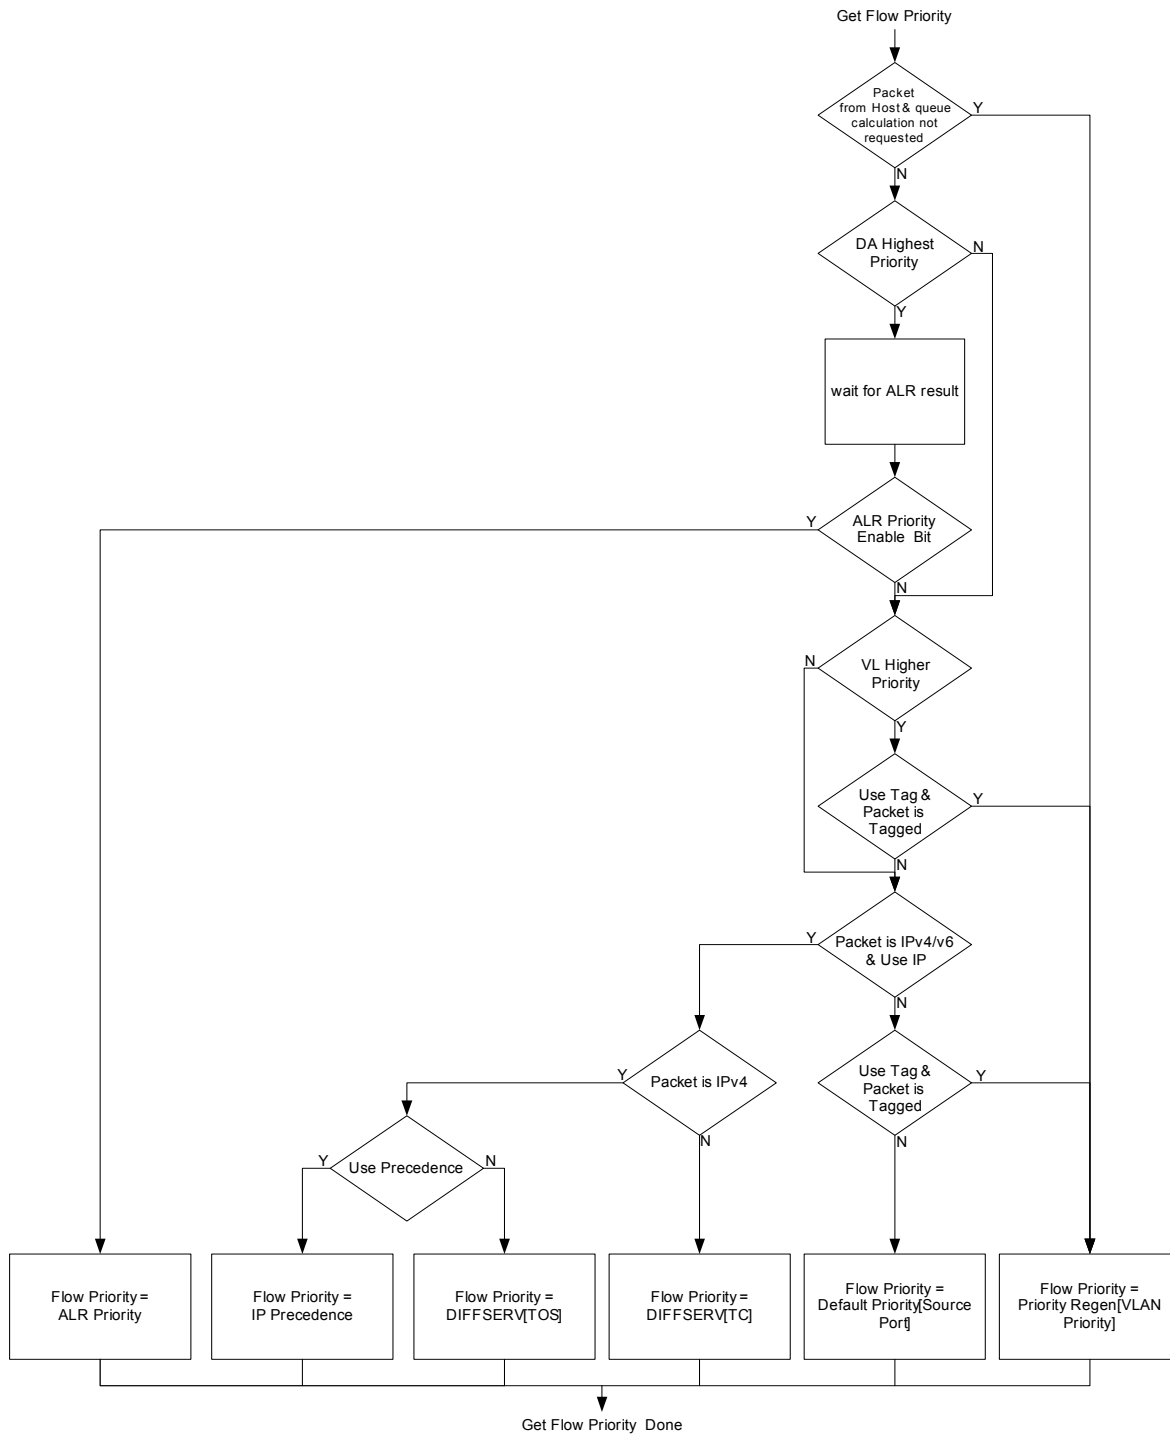 Get Flow Priority
Packet
from Host & queue
calculation not
requested
Y
N
DA Highest
Priority
N
Y
wait for ALR result
ALR Priority
Enable Bit
Y
N
VL Higher
Priority
N
Y
Use Tag &
Packet is
Tagged
Y
N
Packet is IPv4/v6
& Use IP
Y
N
Packet is IPv4
Y
N
Use Tag &
Packet is
Tagged
Y
N
Use Precedence
Y
N
Flow Priority =
ALR Priority
Flow Priority =
IP Precedence
Flow Priority =
DIFFSERV[TOS]
Flow Priority =
DIFFSERV[TC]
Flow Priority =
Default Priority[Source
Port]
Flow Priority =
Priority Regen[VLAN
Priority]
Get Flow Priority Done